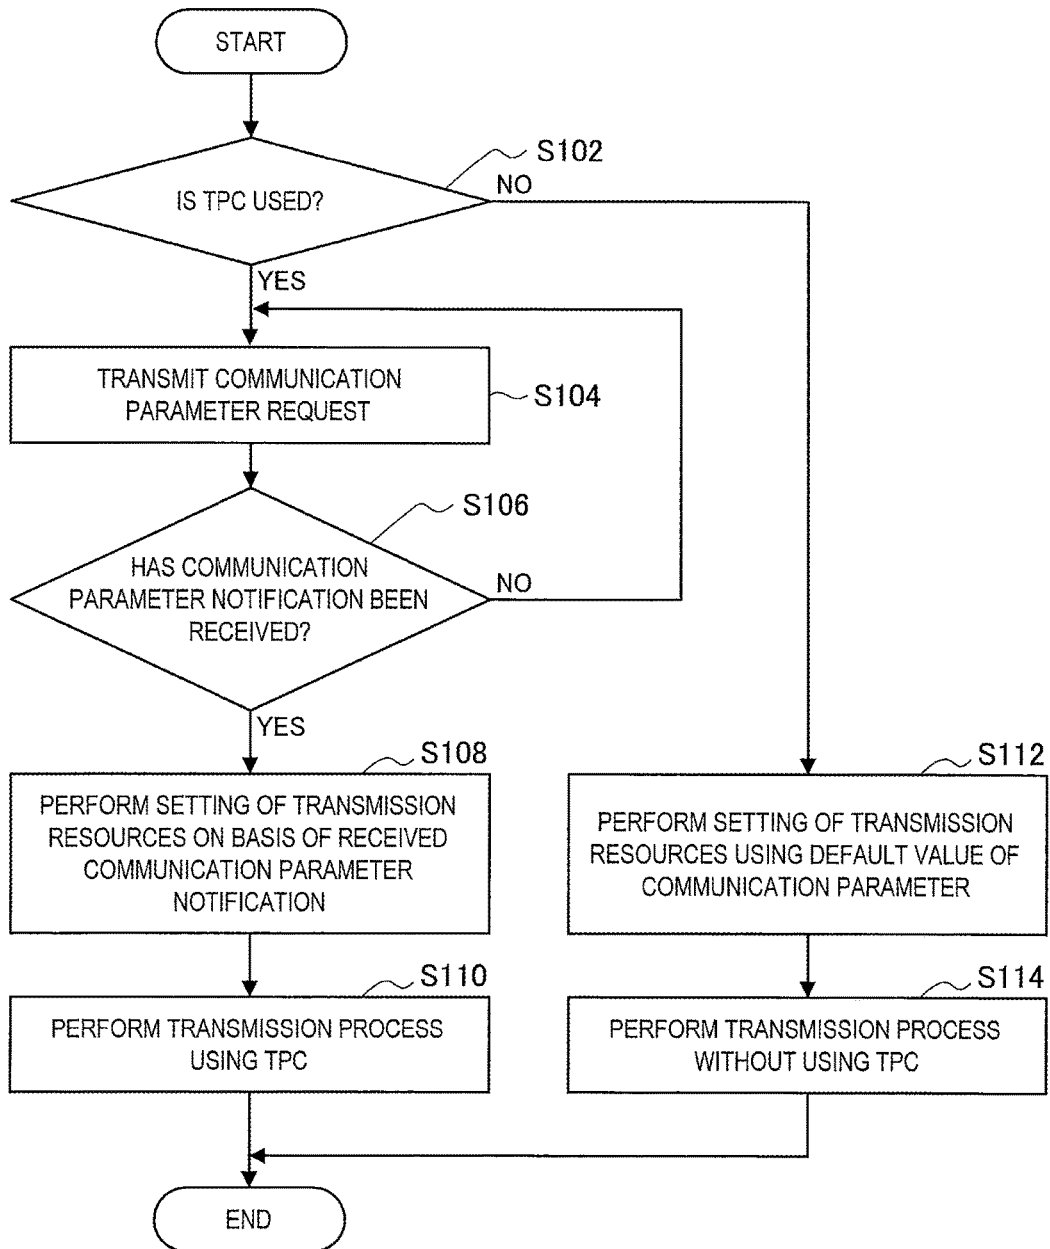 START
S102
IS TPC USED?
NO
YES
TRANSMIT COMMUNICATION
PARAMETER REQUEST
S104
S106
HAS COMMUNICATION
PARAMETER NOTIFICATION BEEN
RECEIVED?
NO
YES
S108
PERFORM SETTING OF TRANSMISSION
RESOURCES ON BASIS OF RECEIVED
COMMUNICATION PARAMETER
NOTIFICATION
S112
PERFORM SETTING OF TRANSMISSION
RESOURCES USING DEFAULT VALUE OF
COMMUNICATION PARAMETER
S110
PERFORM TRANSMISSION PROCESS
USING TPC
S114
PERFORM TRANSMISSION PROCESS
WITHOUT USING TPC
END